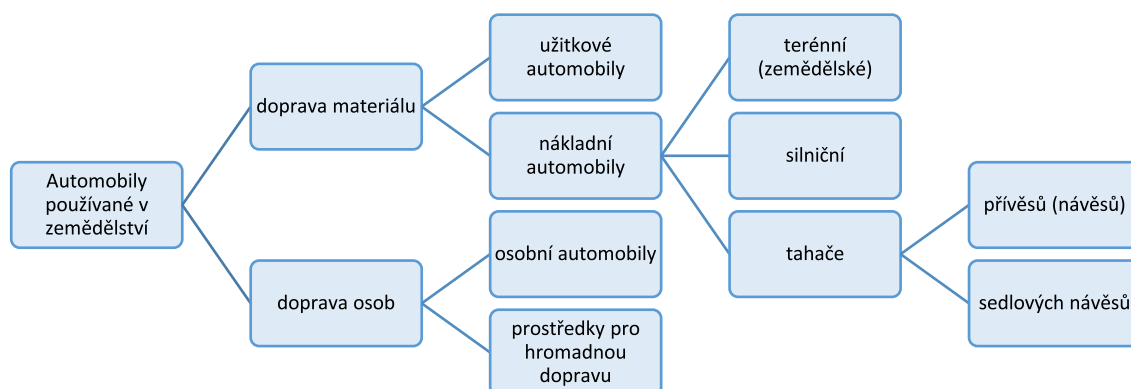 Automobily
používané v
zemědělství
doprava materiálu
užitkové
automobily
nákladní
automobily
terénní
(zemědělské)
silniční
tahače
přívěsů (návěsů)
sedlových návěsů
doprava osob
osobní automobily
prostředky pro
hromadnou
dopravu